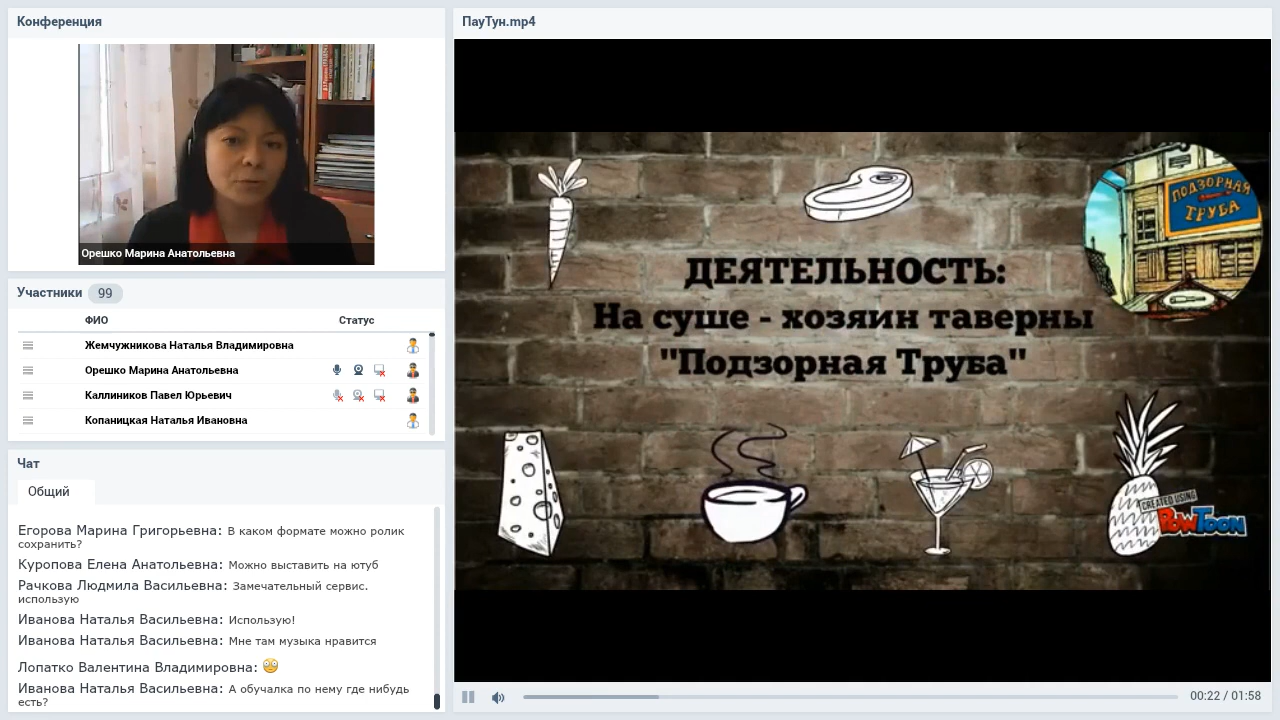 Конференция
Орешко Марина Анатольевна
Участники 99
ФИО Статус
Жемчужникова Наталья Владимировна
Орешко Марина Анатольевна
Каллиников Павел Юрьевич
Копаницкая Наталья Ивановна
Чат
Общий
Егорова Марина Григорьевна: В каком формате можно ролик
сохранить?
Куропова Елена Анатольевна: Можно выставить на ютуб
Рачкова Людмила Васильевна: Замечательный сервис.
использую
Иванова Наталья Васильевна: Использую!
Иванова Наталья Васильевна: Мне там музыка нравится
Лопатко Валентина Владимировна:
Иванова Наталья Васильевна: А обучалка по нему где нибудь
есть?
ПауТун.mp4
ПОДЗОРНАЯ
ТРУБА
ДЕЯТЕЛЬНОСТЬ:
На суше - хозяин таверны
"Подзорная Труба"
CREATED USING
PowToon
00:22 / 01:58